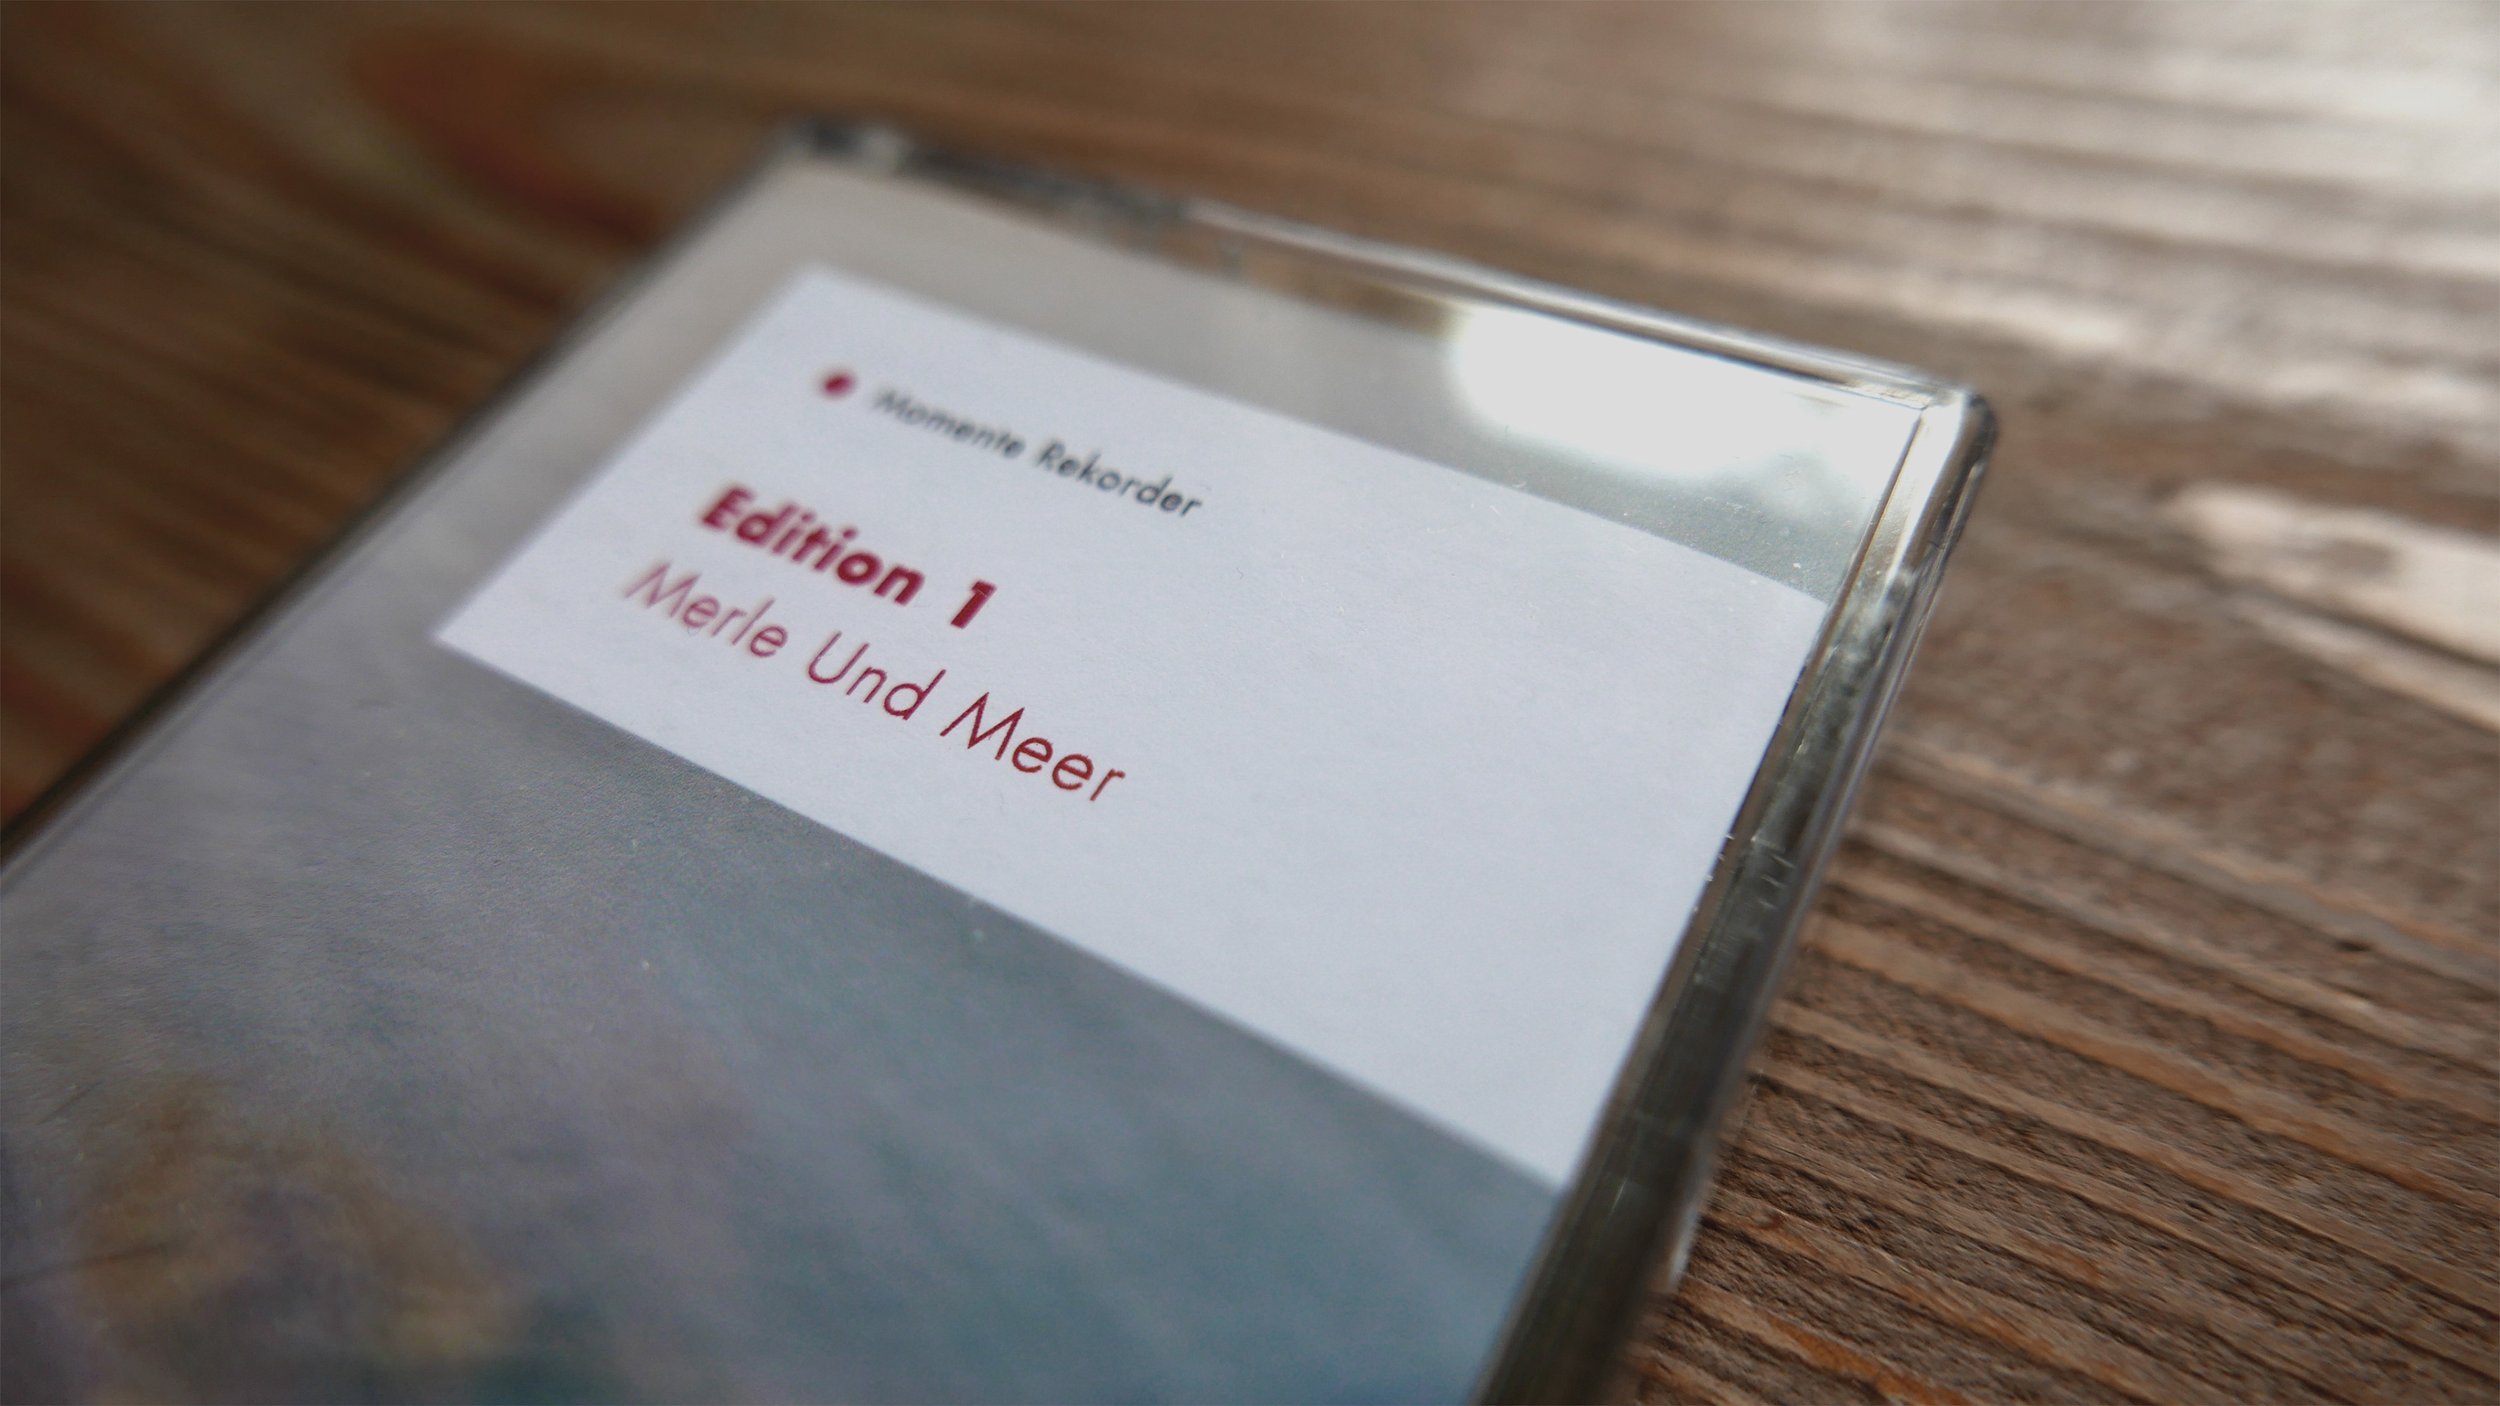 Momente Rekorder
Edition 1
Merle Und Meer